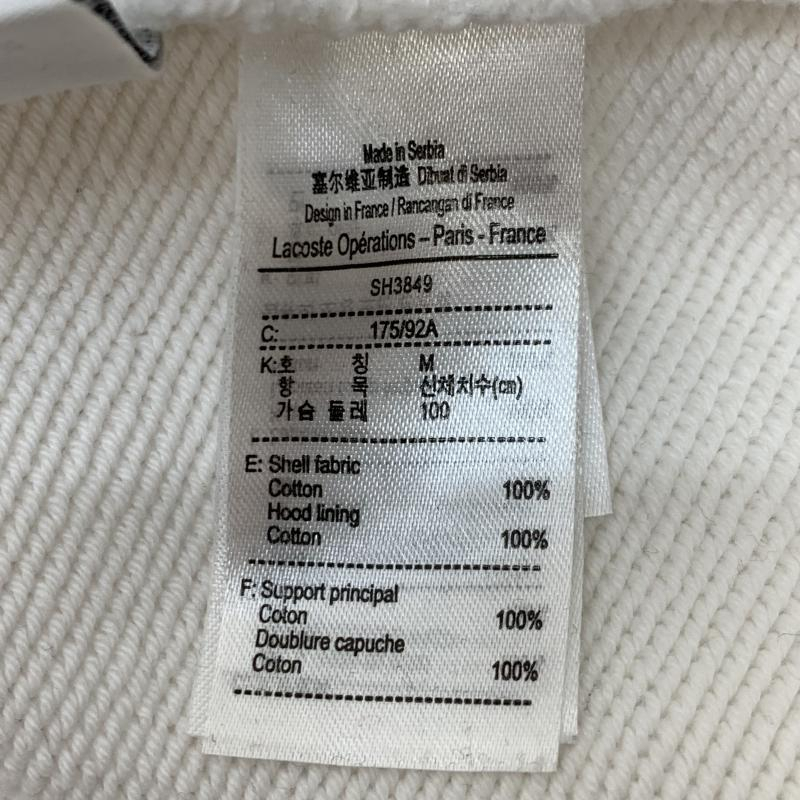 Made in Serbia
塞尔维亚制造 Dibuat di Serbia
Design in France / Rancangan di France
Lacoste Opérations – Paris - France
SH3849
C: 175/92A
K:호 칭 M
항 목 신체치수(cm)
가슴 둘레 100
E: Shell fabric
Cotton 100%
Hood lining
Cotton 100%
F: Support principal
Coton 100%
Doublure capuche
Coton 100%